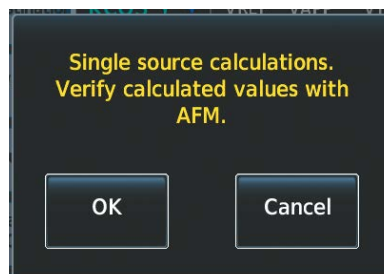 Single source calculations.
Verify calculated values with
AFM.
OK
Cancel